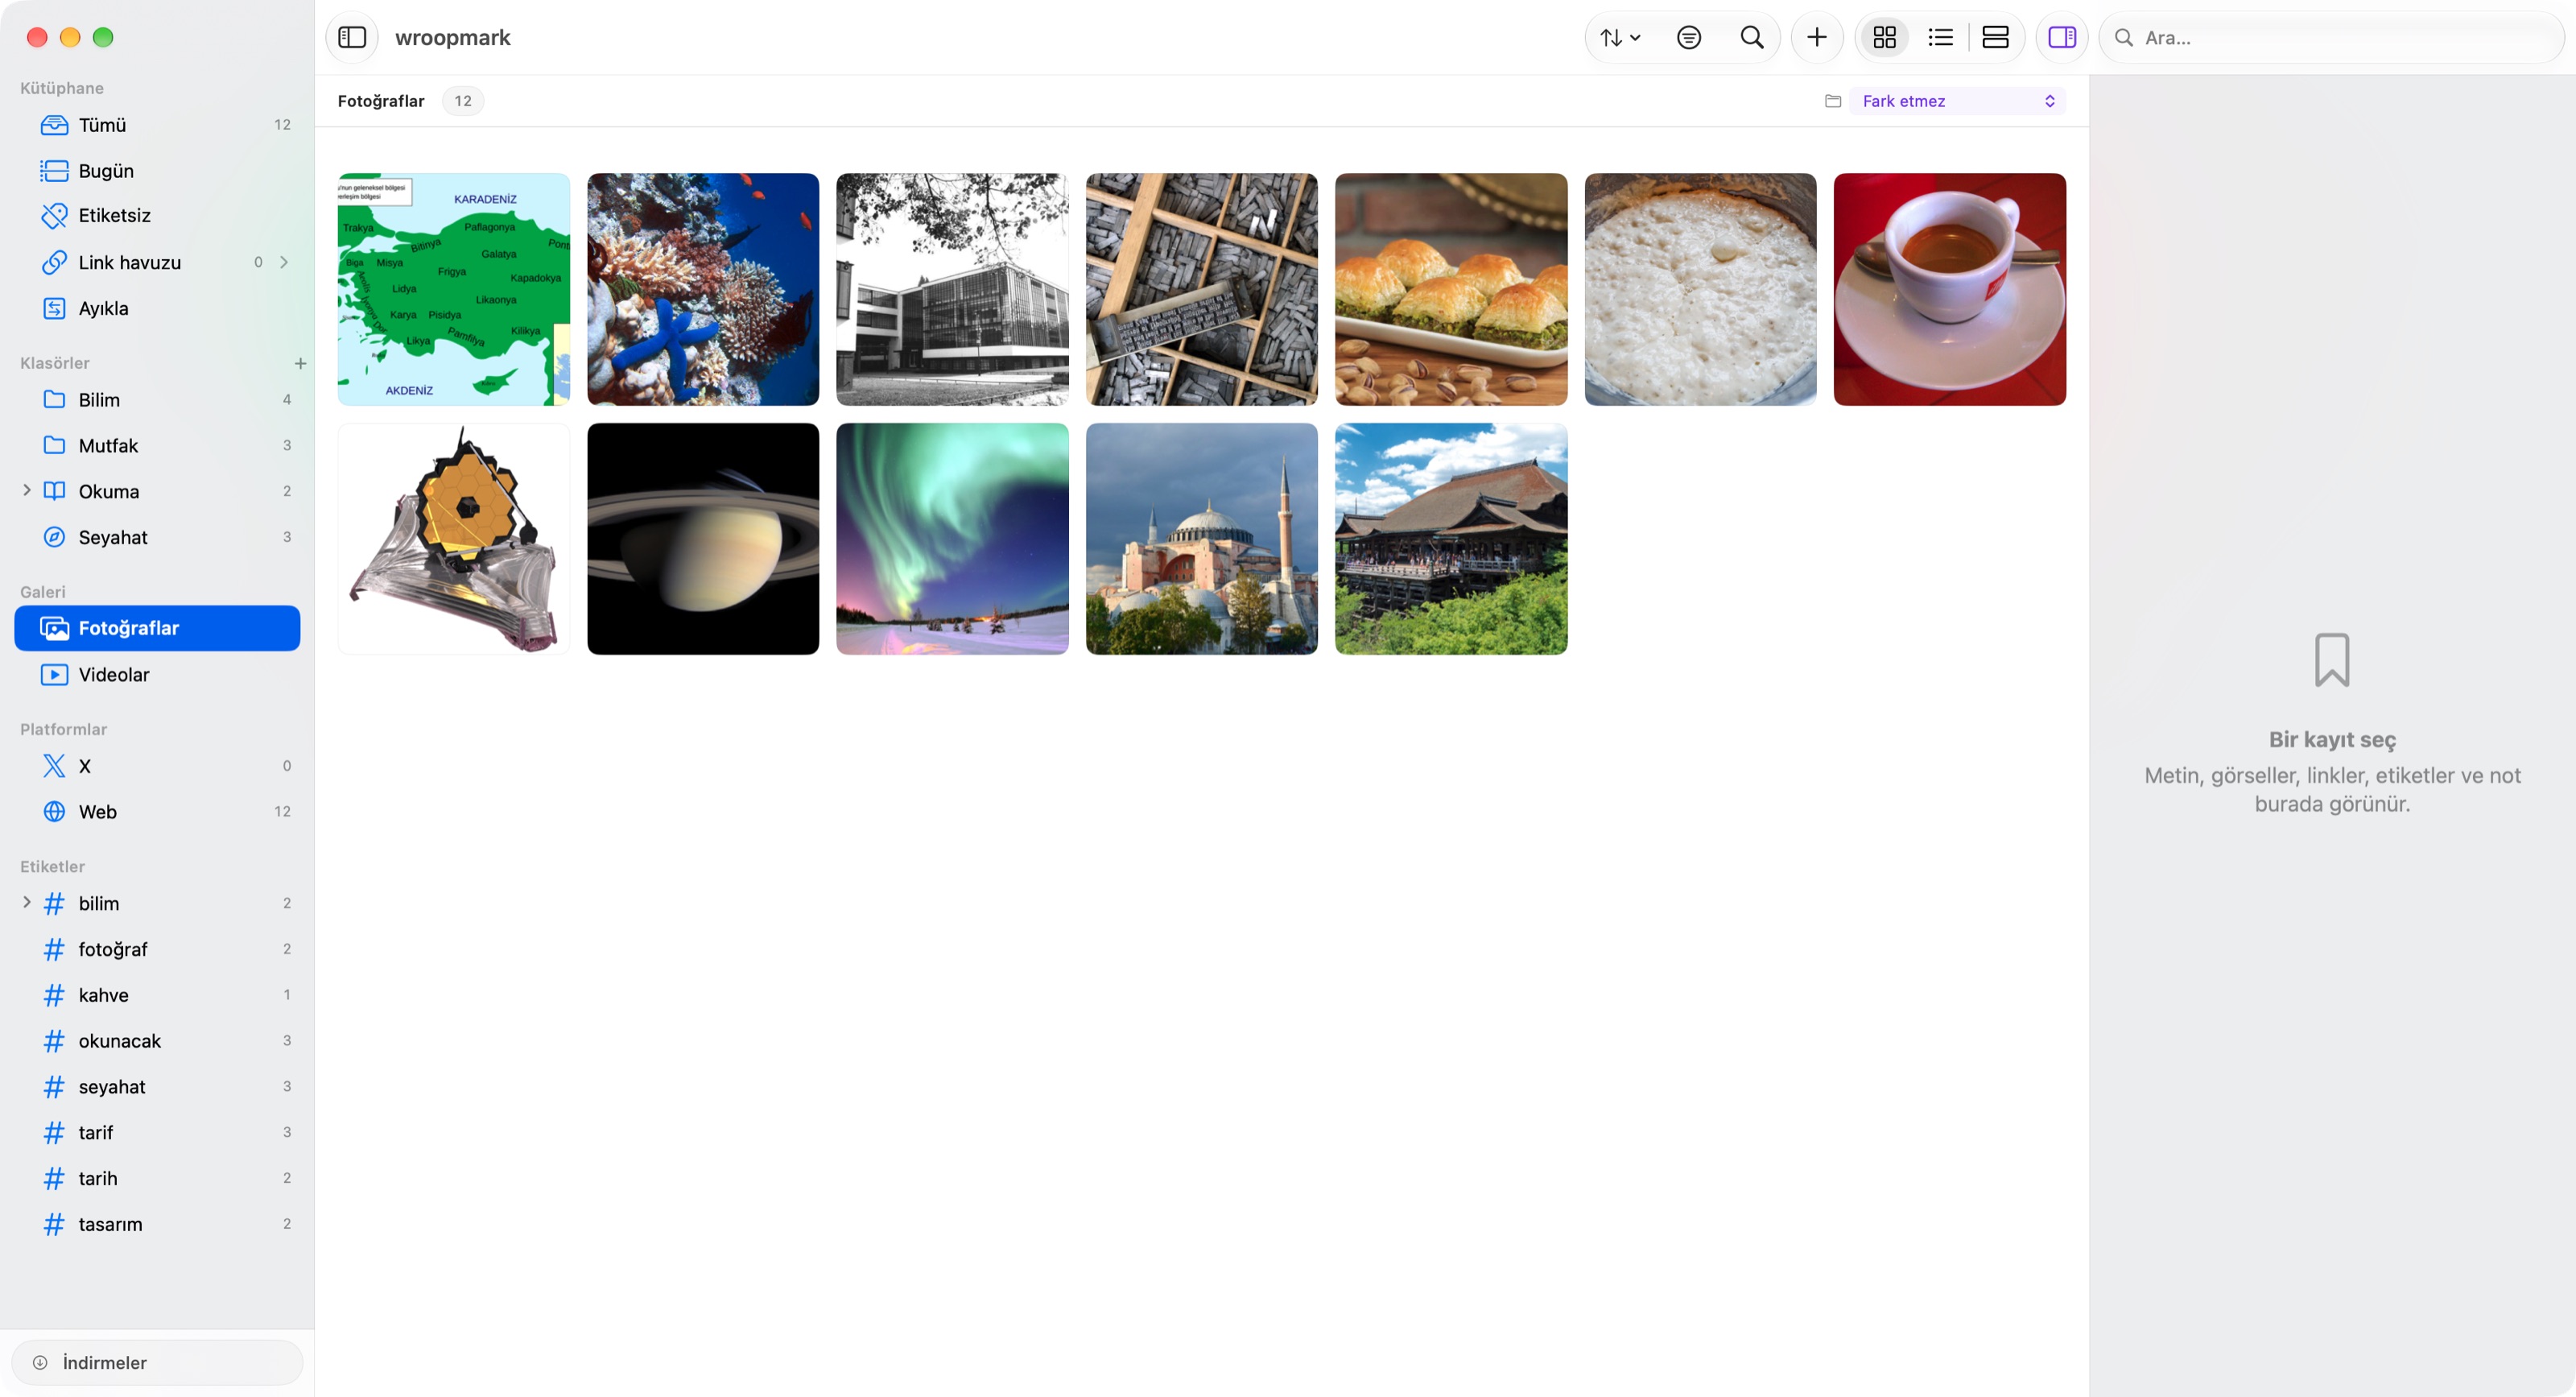 wroopmark
Ara...
Kütüphane
Tümü 12
Bugün
Etiketsiz
Link havuzu 0
Ayıkla
Klasörler
Bilim 4
Mutfak 3
Okuma 2
Seyahat 3
Galeri
Fotoğraflar
Videolar
Platformlar
X 0
Web 12
Etiketler
bilim 2
fotoğraf 2
kahve 1
okunacak 3
seyahat 3
tarif 3
tarih 2
tasarım 2
İndirmeler
Fotoğraflar 12
Fark etmez
geleneksel bölgesi
bölgesi
KARADENİZ
Trakya
Paflagonya
Bitinya
Galatya
Biga
Misya
Frigya
Kapadokya
Lidya
Likaonya
Karya
Pisidya
Kilikya
Pamfilya
Likya
AKDENİZ
Bir kayıt seç
Metin, görseller, linkler, etiketler ve not
burada görünür.